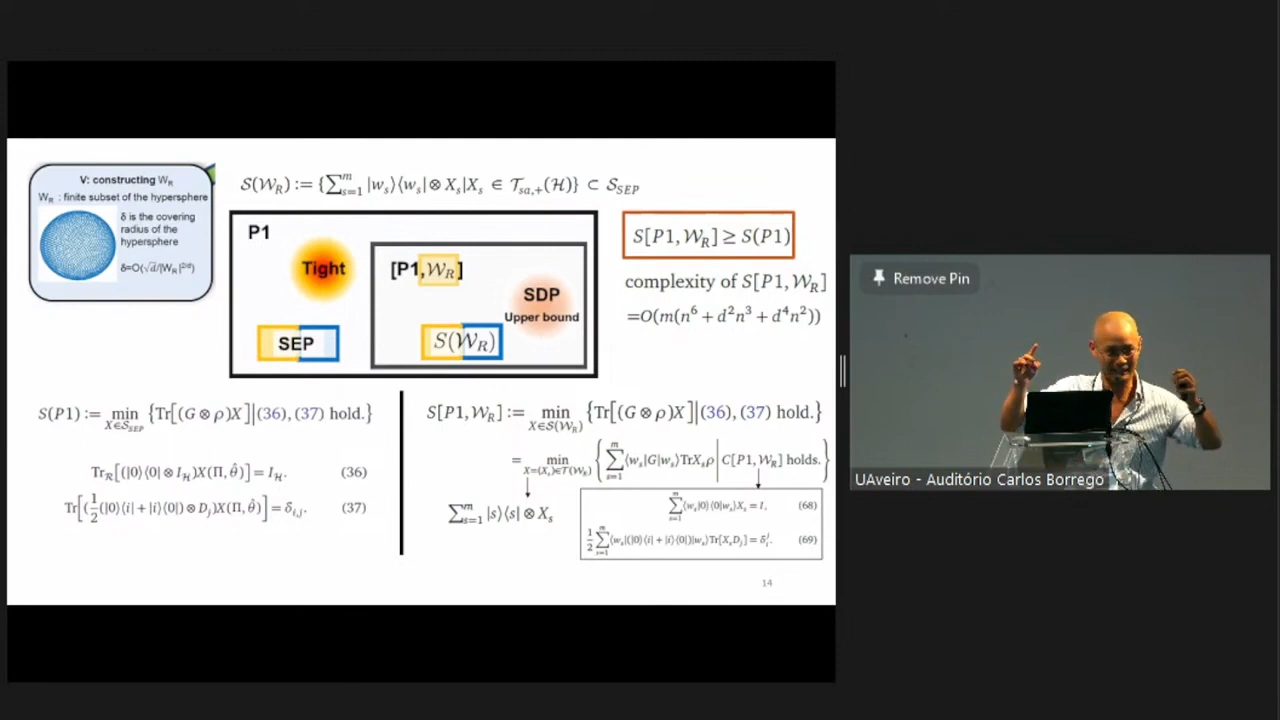 V: constructing W_R
W_R : finite subset of the hypersphere
δ is the covering
radius of the
hypersphere
δ=O(√d/|W_R|^{2/d})
𝒮(𝒲_R) := {∑_{s=1}^m |w_s⟩⟨w_s| ⊗ X_s|X_s ∈ 𝒯_{sa,+}(ℋ)} ⊂ 𝒮_{SEP}
P1
Tight
SEP
[P1,𝒲_R]
SDP
Upper bound
S(𝒲_R)
S[P1,𝒲_R] ≥ S(P1)
complexity of S[P1,𝒲_R]
=O(m(n^6 + d^2n^3 + d^4n^2))
S(P1) := min_{X∈𝒮_{SEP}} {Tr[(G ⊗ ρ)X]|(36), (37) hold.}
Tr_ℛ[(|0⟩⟨0| ⊗ I_ℋ)X(Π, θ̂)] = I_ℋ. (36)
Tr[(1/2(|0⟩⟨i| + |i⟩⟨0|) ⊗ D_j)X(Π, θ̂)] = δ_{i,j}. (37)
S[P1,𝒲_R] := min_{X∈𝒮(𝒲_R)} {Tr[(G ⊗ ρ)X]|(36), (37) hold.}
= min_{X=(X_s)∈𝒯(𝒲_R)} {∑_{s=1}^m ⟨w_s|G|w_s⟩TrX_sρ | C[P1,𝒲_R] holds.}
∑_{s=1}^m |s⟩⟨s| ⊗ X_s
∑_{s=1}^m ⟨w_s|0⟩⟨0|w_s⟩X_s = I, (68)
1/2 ∑_{s=1}^m ⟨w_s|(|0⟩⟨i| + |i⟩⟨0|)|w_s⟩Tr[X_sD_j] = δ_i^j. (69)
14
Remove Pin
UAveiro - Auditório Carlos Borrego